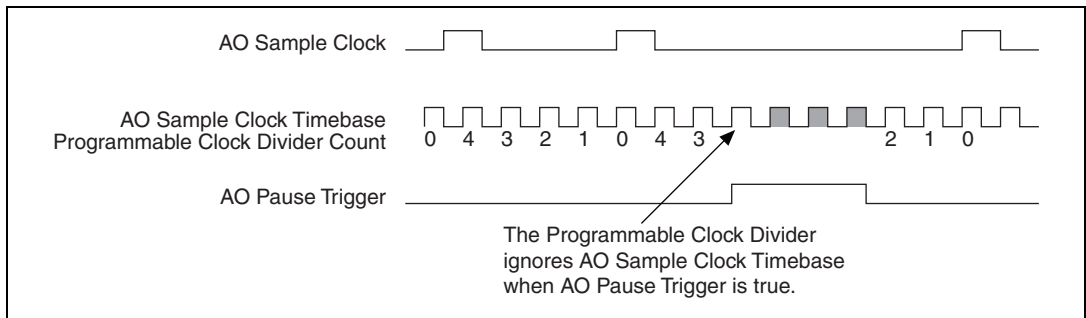 AO Sample Clock
AO Sample Clock Timebase
Programmable Clock Divider Count
0 4 3 2 1 0 4 3 2 1 0
AO Pause Trigger
The Programmable Clock Divider
ignores AO Sample Clock Timebase
when AO Pause Trigger is true.